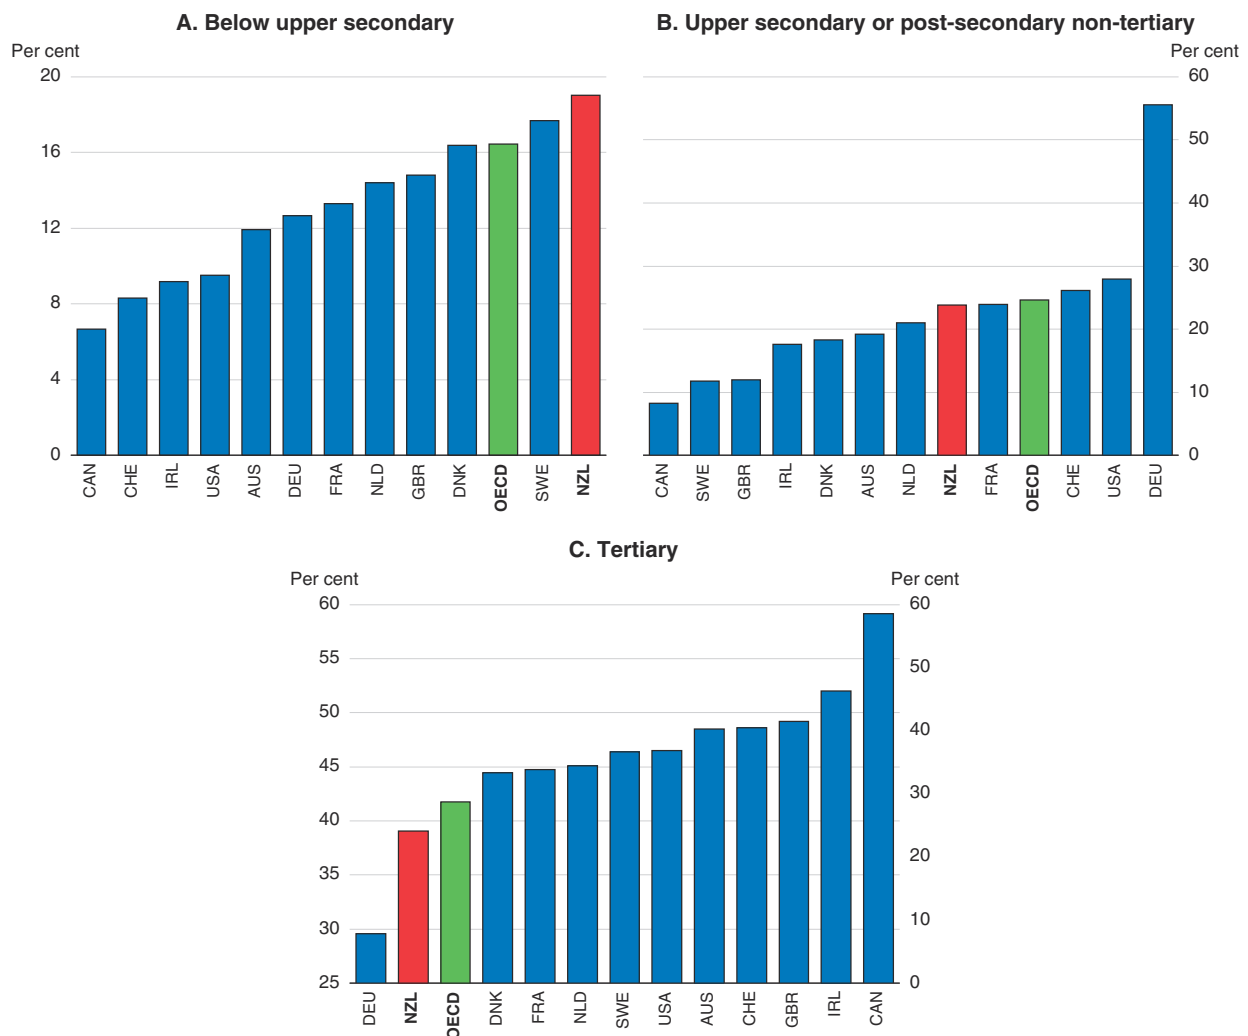 A. Below upper secondary
Per cent
20
16
12
8
4
0
CAN
CHE
IRL
USA
AUS
DEU
FRA
NLD
GBR
DNK
OECD
SWE
NZL
B. Upper secondary or post-secondary non-tertiary
Per cent
60
50
40
30
20
10
0
CAN
SWE
GBR
IRL
DNK
AUS
NLD
NZL
FRA
OECD
CHE
USA
DEU
C. Tertiary
Per cent
Per cent
60
55
50
45
40
35
30
25
60
50
40
30
20
10
0
DEU
NZL
OECD
DNK
FRA
NLD
SWE
USA
AUS
CHE
GBR
IRL
CAN